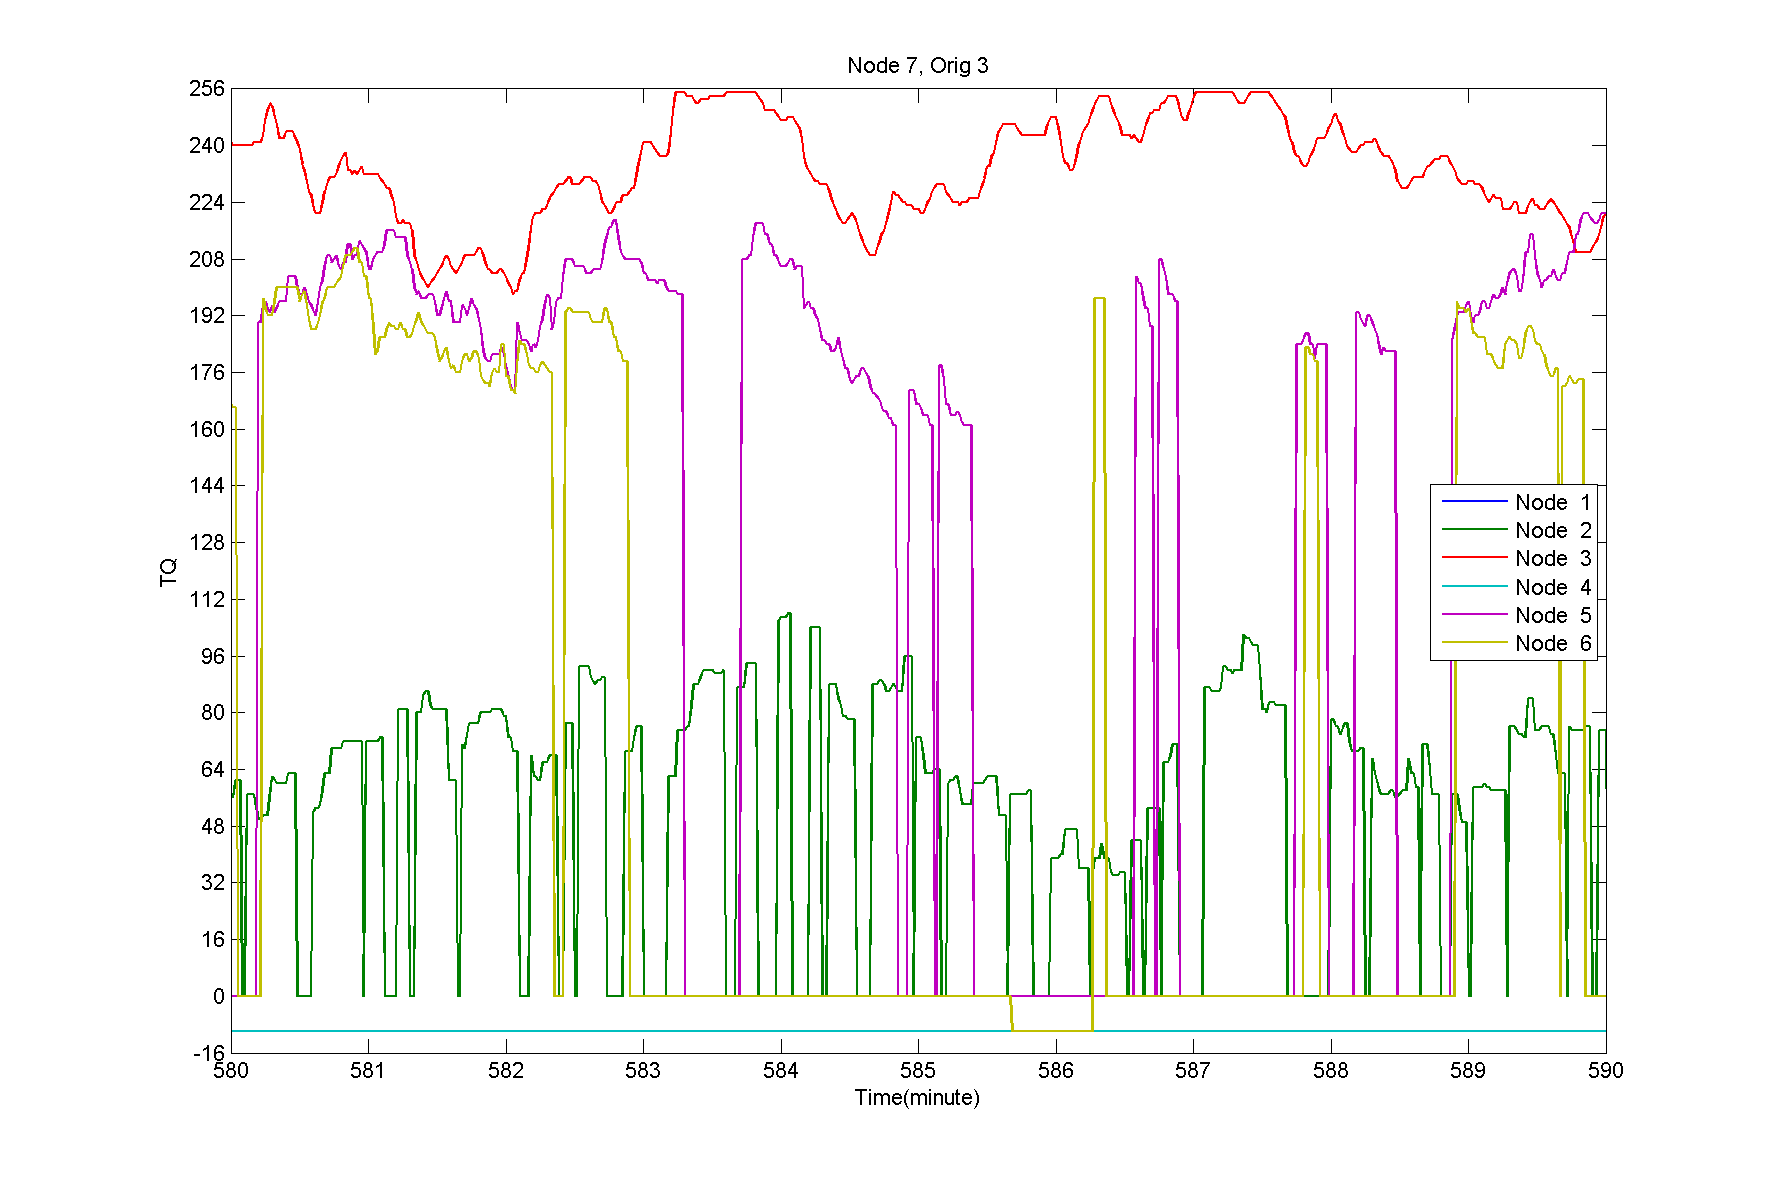 Node 7, Orig 3
256
240
224
208
192
176
160
144
128
112
96
80
64
48
32
16
0
-16
TQ
580 581 582 583 584 585 586 587 588 589 590
Time(minute)
Node 1
Node 2
Node 3
Node 4
Node 5
Node 6